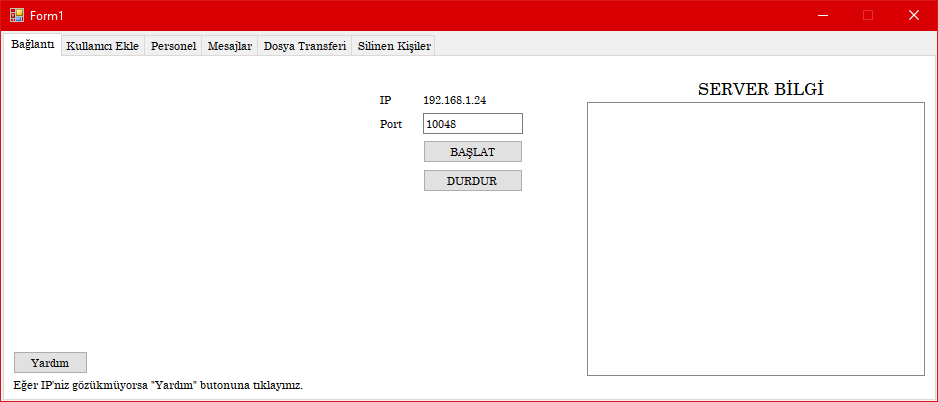 Form1
Bağlantı Kullanıcı Ekle Personel Mesajlar Dosya Transferi Silinen Kişiler
IP 192.168.1.24
Port 10048
BAŞLAT
DURDUR
SERVER BİLGİ
Yardım
Eğer IP'niz gözükmüyorsa "Yardım" butonuna tıklayınız.